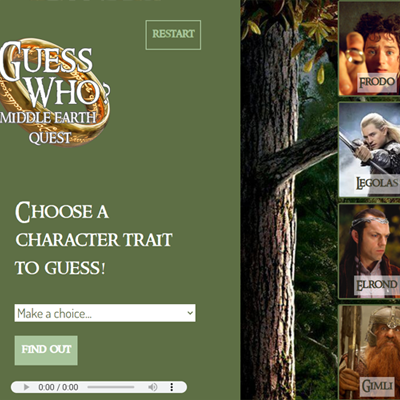 RESTART
GUESS
WHO?
MIDDLE EARTH
QUEST
CHOOSE A
CHARACTER TRAIT
TO GUESS!
Make a choice...
FIND OUT
0:00 / 0:00
FRODO
LEGOLAS
ELROND
GIMLI